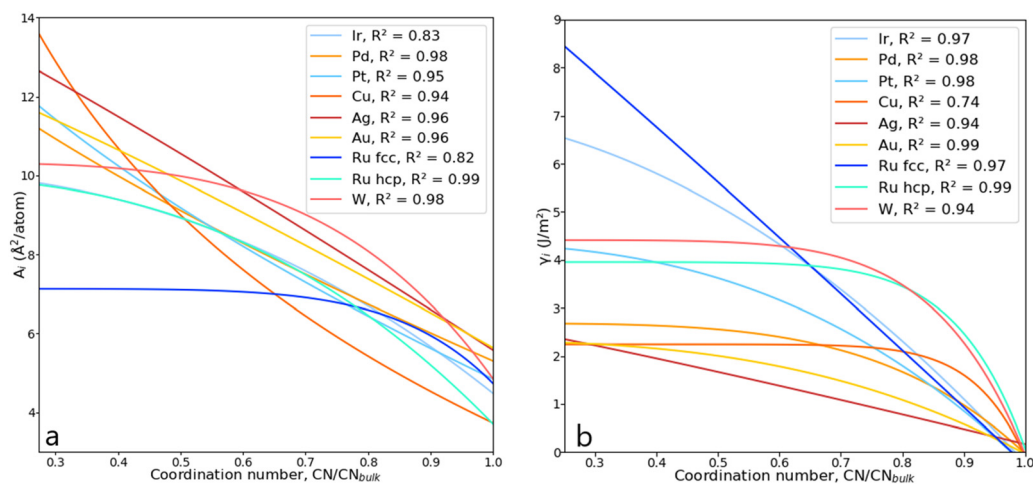 14
12
10
8
6
4
A_i (Å²/atom)
Ir, R² = 0.83
Pd, R² = 0.98
Pt, R² = 0.95
Cu, R² = 0.94
Ag, R² = 0.96
Au, R² = 0.96
Ru fcc, R² = 0.82
Ru hcp, R² = 0.99
W, R² = 0.98
a
0.3 0.4 0.5 0.6 0.7 0.8 0.9 1.0
Coordination number, CN/CN_bulk
9
8
7
6
5
4
3
2
1
0
γ_i (J/m²)
Ir, R² = 0.97
Pd, R² = 0.98
Pt, R² = 0.98
Cu, R² = 0.74
Ag, R² = 0.94
Au, R² = 0.99
Ru fcc, R² = 0.97
Ru hcp, R² = 0.99
W, R² = 0.94
b
0.3 0.4 0.5 0.6 0.7 0.8 0.9 1.0
Coordination number, CN/CN_bulk